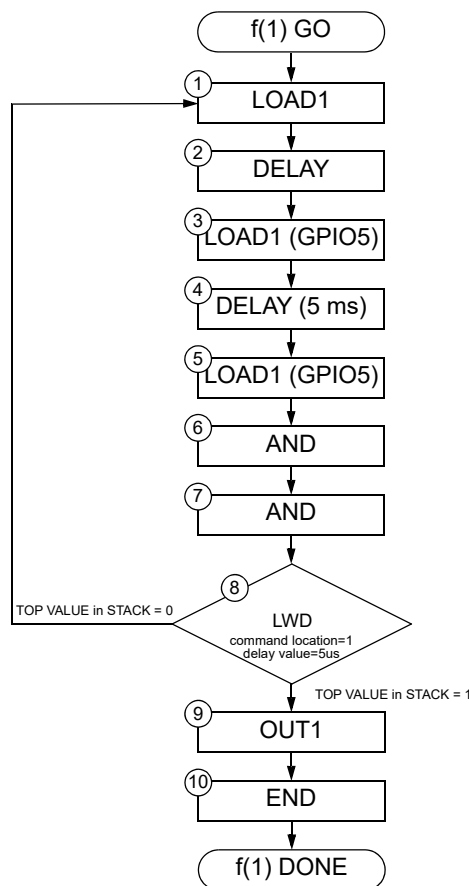 f(1) GO
1
LOAD1
2
DELAY
3
LOAD1 (GPIO5)
4
DELAY (5 ms)
5
LOAD1 (GPIO5)
6
AND
7
AND
8
TOP VALUE in STACK = 0
LWD
command location=1
delay value=5us
TOP VALUE in STACK = 1
9
OUT1
10
END
f(1) DONE